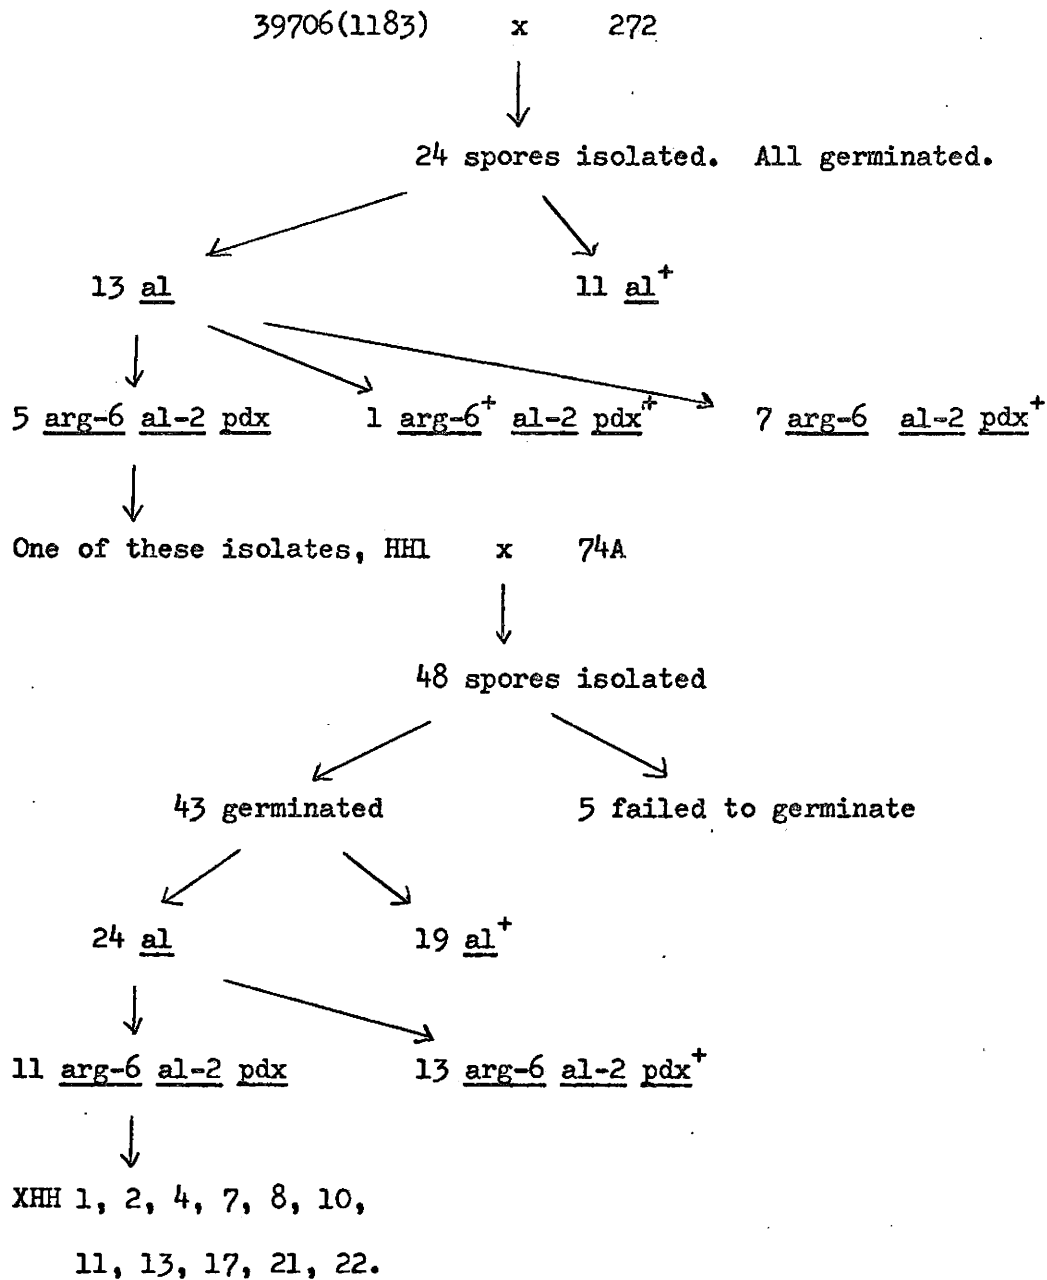 39706(1183) x 272
24 spores isolated. All germinated.
13 al 11 al+
5 arg-6 al-2 pdx 1 arg-6+ al-2 pdx+ 7 arg-6 al-2 pdx+
One of these isolates, HH1 x 74A
48 spores isolated
43 germinated 5 failed to germinate
24 al 19 al+
11 arg-6 al-2 pdx 13 arg-6 al-2 pdx+
XHH 1, 2, 4, 7, 8, 10,
11, 13, 17, 21, 22.